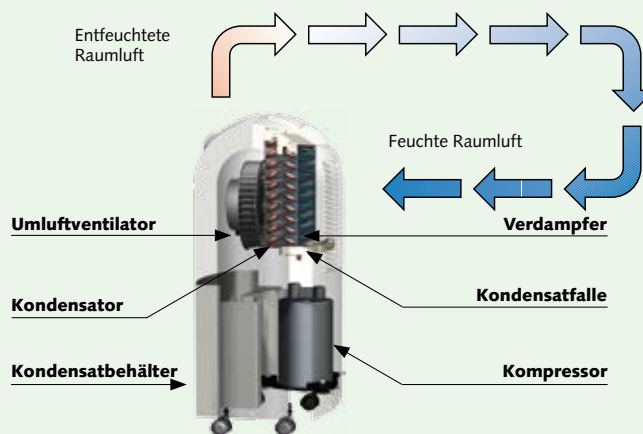 Entfeuchtete
Raumluft
Feuchte Raumluft
Umluftventilator
Verdampfer
Kondensator
Kondensatfalle
Kondensatbehälter
Kompressor